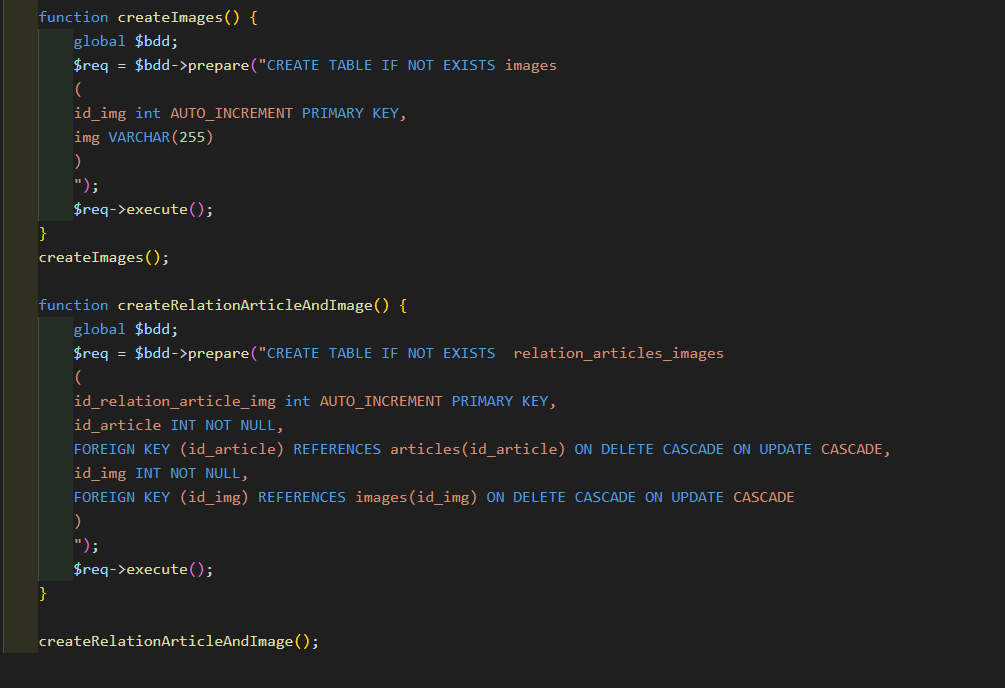 function createImages() {
global $bdd;
$req = $bdd->prepare("CREATE TABLE IF NOT EXISTS images
(
id_img int AUTO_INCREMENT PRIMARY KEY,
img VARCHAR(255)
)
");
$req->execute();
}
createImages();
function createRelationArticleAndImage() {
global $bdd;
$req = $bdd->prepare("CREATE TABLE IF NOT EXISTS  relation_articles_images
(
id_relation_article_img int AUTO_INCREMENT PRIMARY KEY,
id_article INT NOT NULL,
FOREIGN KEY (id_article) REFERENCES articles(id_article) ON DELETE CASCADE ON UPDATE CASCADE,
id_img INT NOT NULL,
FOREIGN KEY (id_img) REFERENCES images(id_img) ON DELETE CASCADE ON UPDATE CASCADE
)
");
$req->execute();
}
createRelationArticleAndImage();